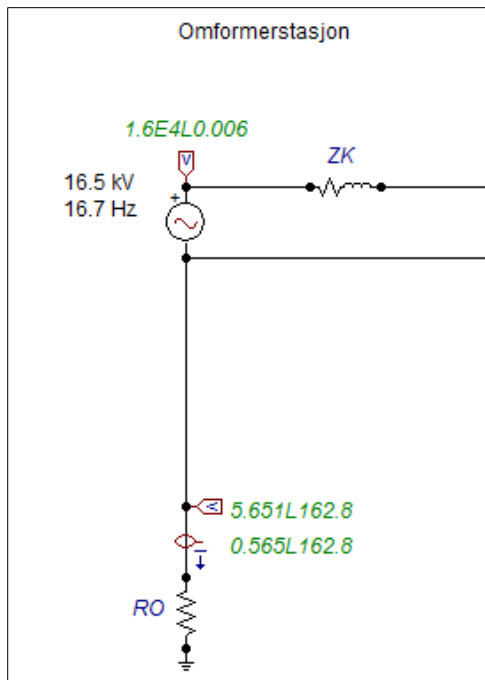 Omformerstasjon
1.6E4L0.006
V
ZK
16.5 kV
+
16.7 Hz
V
5.651L162.8
I
0.565L162.8
RO